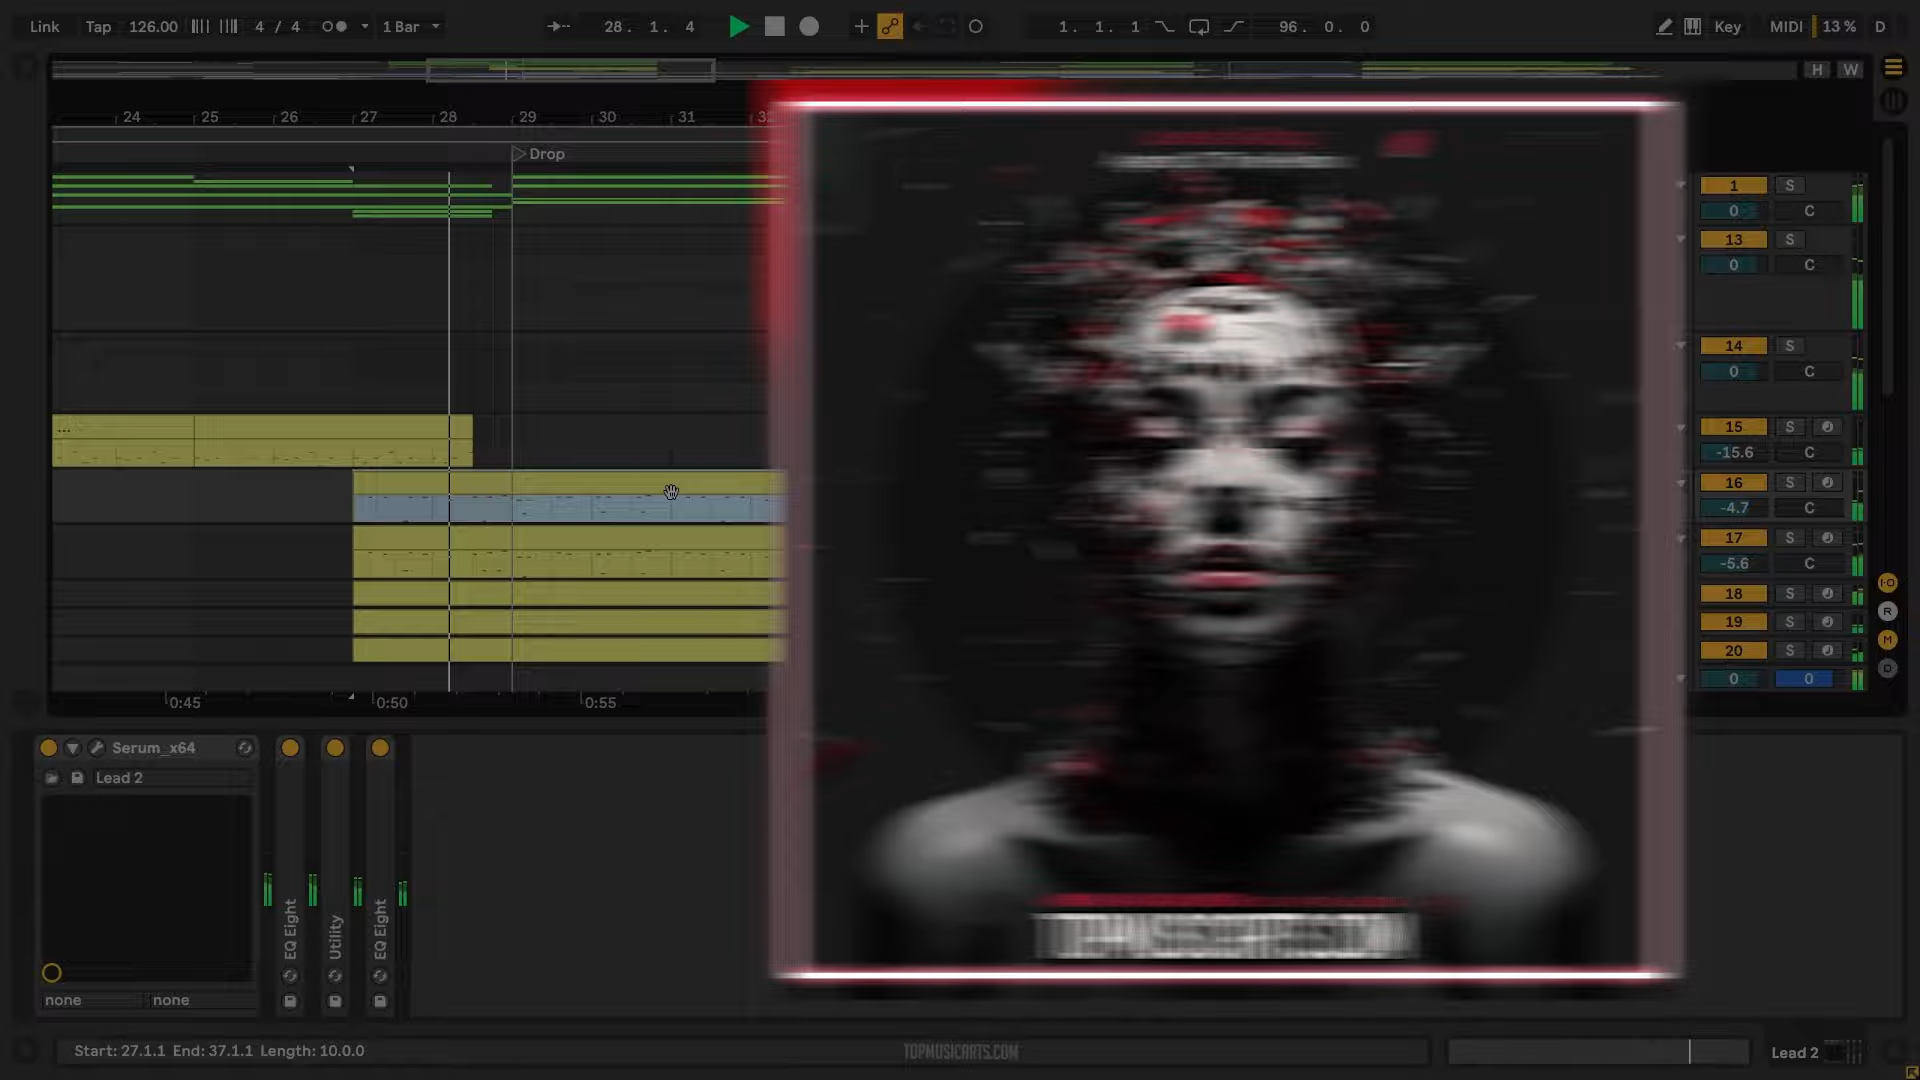 Link Tap 126.00 4 / 4 1 Bar 28. 1. 4 1. 1. 1 96. 0. 0 Key MIDI 13 % D
H W
24 25 26 27 28 29 30 31 32
Drop
1 S
0 C
13 S
0 C
14 S
0 C
15 S
-15.6 C
16 S
-4.7 C
17 S
-5.6 C
18 S
19 S
20 S
0 0
I·O
R
M
D
0:45 0:50 0:55
Serum_x64
Lead 2
EQ Eight
Utility
EQ Eight
none none
Start: 27.1.1 End: 37.1.1 Length: 10.0.0
TOPMUSICARTS.COM
Lead 2